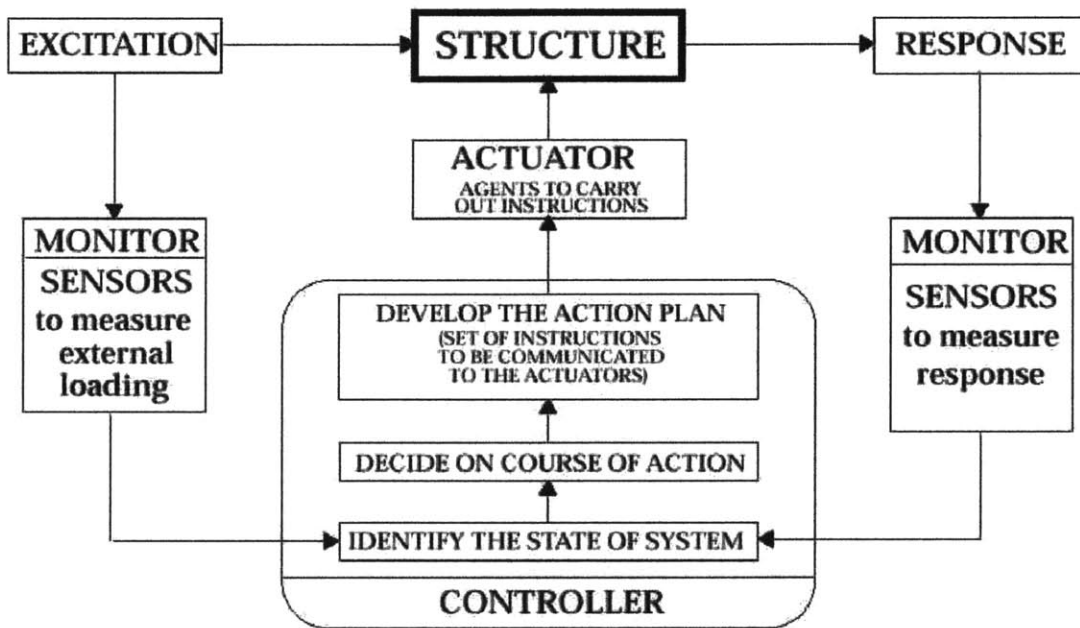 EXCITATION
STRUCTURE
RESPONSE
ACTUATOR
AGENTS TO CARRY
OUT INSTRUCTIONS
MONITOR
SENSORS
to measure
external
loading
MONITOR
SENSORS
to measure
response
DEVELOP THE ACTION PLAN
(SET OF INSTRUCTIONS
TO BE COMMUNICATED
TO THE ACTUATORS)
DECIDE ON COURSE OF ACTION
IDENTIFY THE STATE OF SYSTEM
CONTROLLER